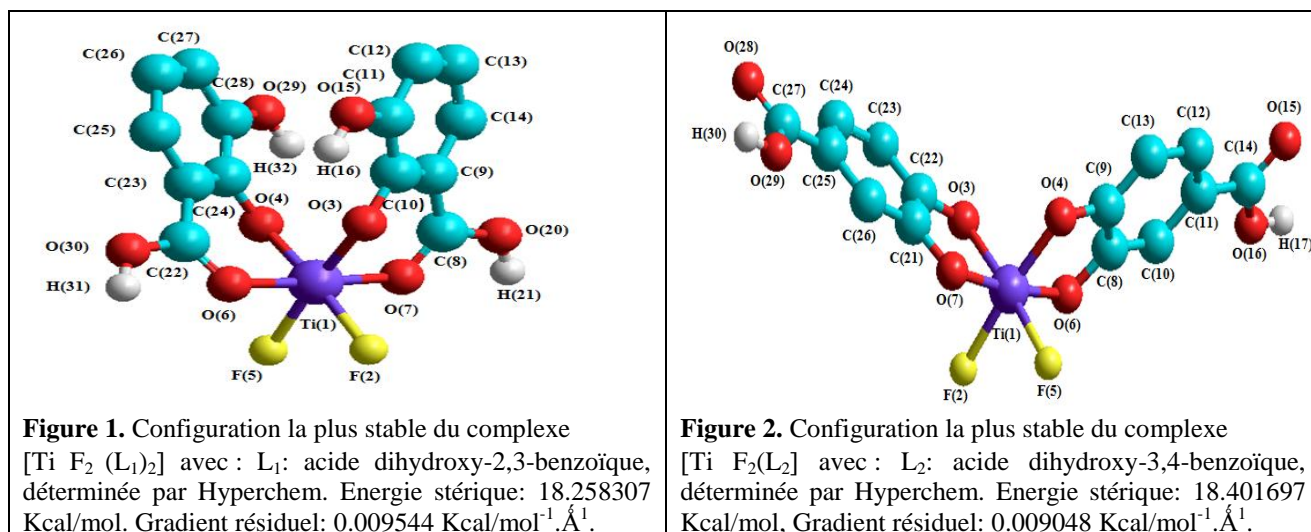 C(27)
C(26)
C(28)
O(29)
C(25)
H(32)
C(23)
C(24)
O(4)
O(30)
C(22)
H(31)
O(6)
C(12)
C(13)
C(11)
O(15)
C(14)
H(16)
C(9)
C(10)
O(3)
O(20)
C(8)
H(21)
O(7)
Ti(1)
F(5)
F(2)
Figure 1. Configuration la plus stable du complexe
[Ti F₂ (L₁)₂] avec : L₁: acide dihydroxy-2,3-benzoïque,
déterminée par Hyperchem. Energie stérique: 18.258307
Kcal/mol. Gradient résiduel: 0.009544 Kcal/mol⁻¹.Å¹.
O(28)
C(27)
C(24)
C(23)
H(30)
O(29)
C(25)
C(22)
O(3)
C(26)
C(21)
O(7)
C(12)
C(13)
O(15)
C(14)
C(9)
O(4)
C(11)
O(16)
H(17)
C(10)
C(8)
O(6)
Ti(1)
F(2)
F(5)
Figure 2. Configuration la plus stable du complexe
[Ti F₂(L₂] avec : L₂: acide dihydroxy-3,4-benzoïque,
déterminée par Hyperchem. Energie stérique: 18.401697
Kcal/mol, Gradient résiduel: 0.009048 Kcal/mol⁻¹.Å¹.